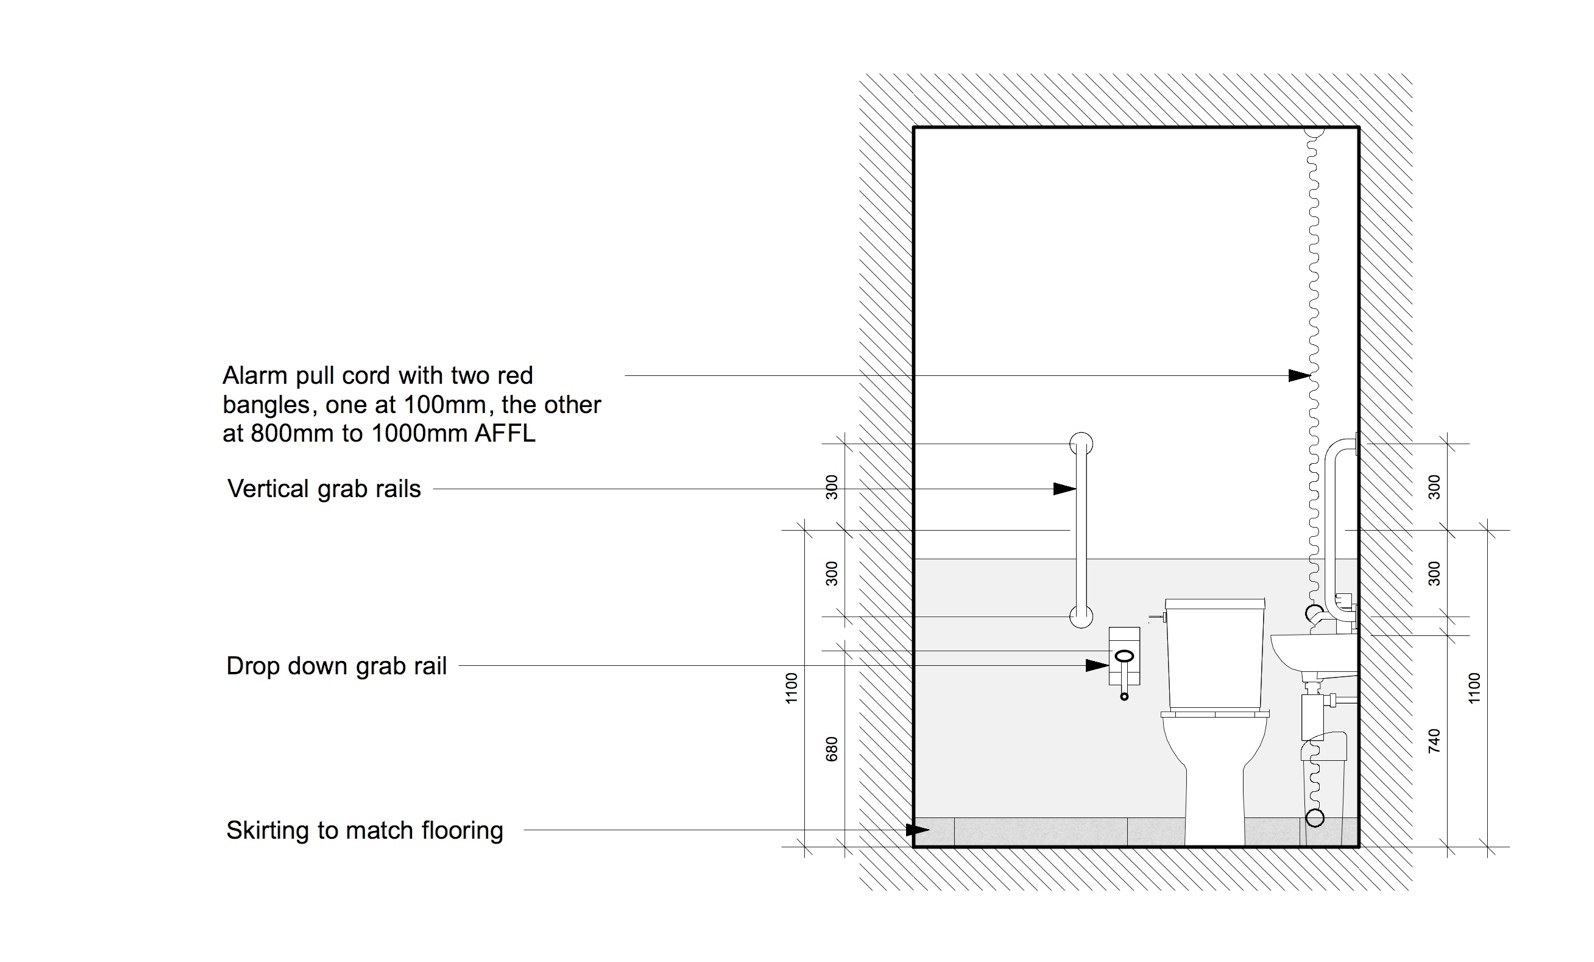 Alarm pull cord with two red
bangles, one at 100mm, the other
at 800mm to 1000mm AFFL
Vertical grab rails
Drop down grab rail
Skirting to match flooring
300
300
1100
680
300
300
1100
740